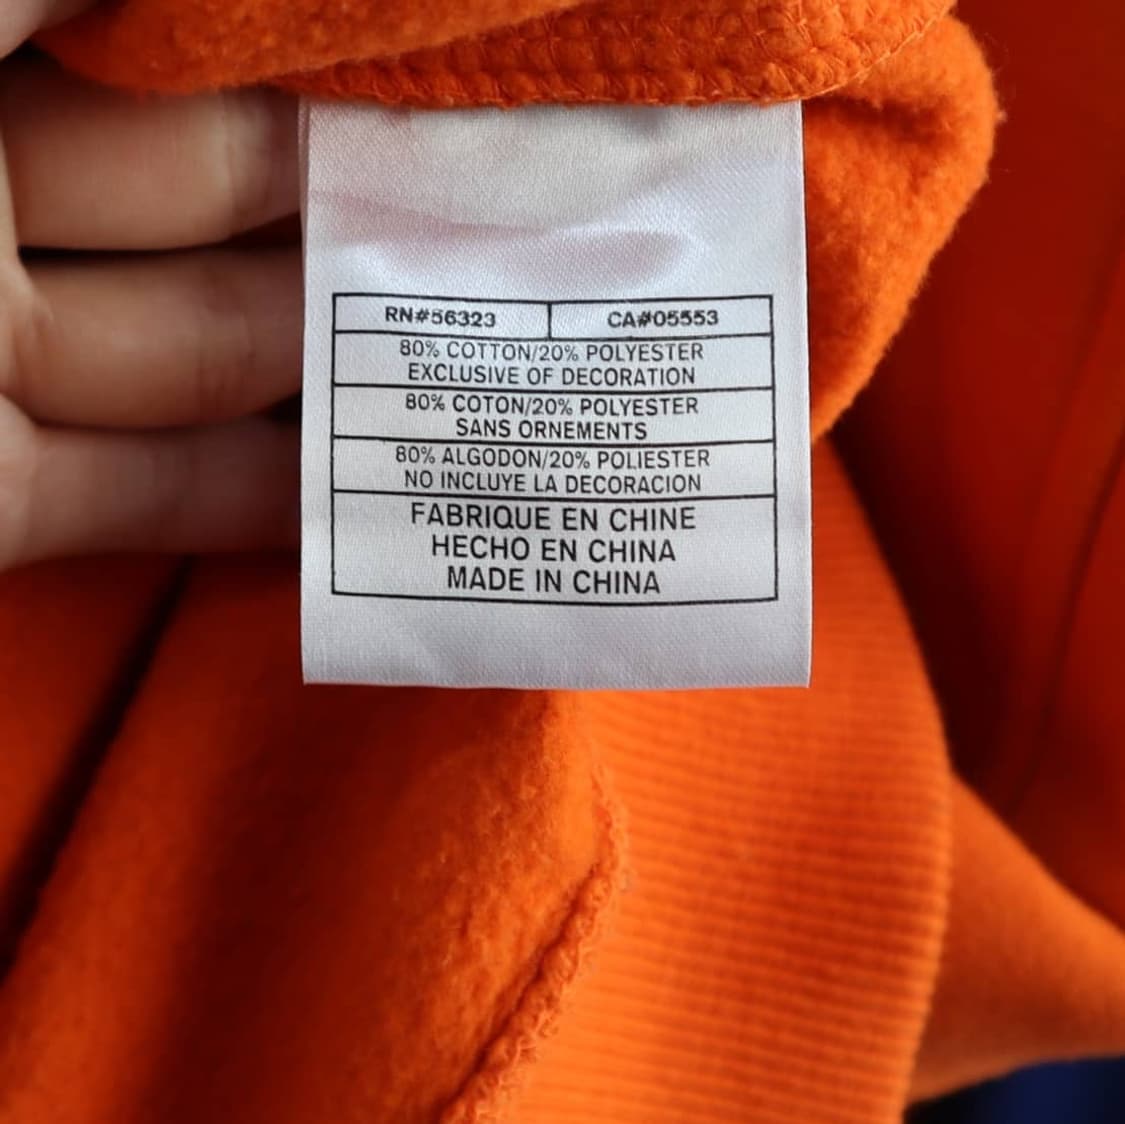 RN#56323 CA#05553
80% COTTON/20% POLYESTER
EXCLUSIVE OF DECORATION
80% COTON/20% POLYESTER
SANS ORNEMENTS
80% ALGODON/20% POLIESTER
NO INCLUYE LA DECORACION
FABRIQUE EN CHINE
HECHO EN CHINA
MADE IN CHINA